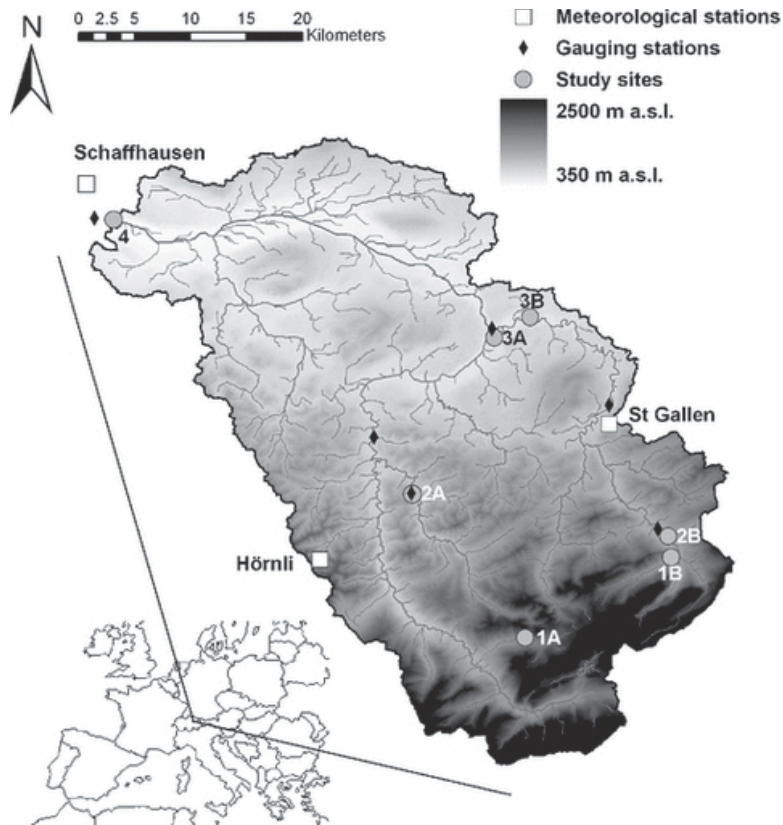 N
0 2.5 5 10 15 20
Kilometers
Meteorological stations
Gauging stations
Study sites
2500 m a.s.l.
350 m a.s.l.
Schaffhausen
4
3B
3A
St Gallen
2A
2B
Hörnli
1B
1A